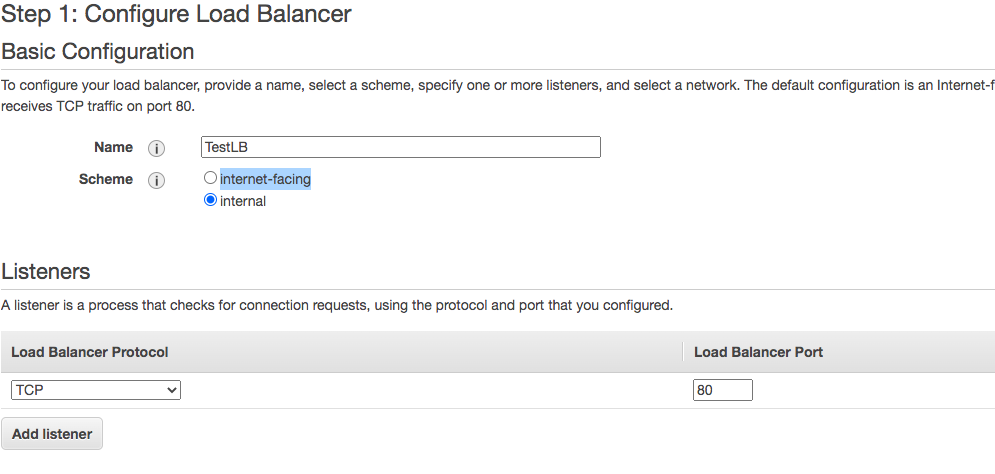 Step 1: Configure Load Balancer
Basic Configuration
To configure your load balancer, provide a name, select a scheme, specify one or more listeners, and select a network. The default configuration is an Internet-f
receives TCP traffic on port 80.
Name i TestLB
Scheme i internet-facing
internal
Listeners
A listener is a process that checks for connection requests, using the protocol and port that you configured.
Load Balancer Protocol Load Balancer Port
TCP 80
Add listener